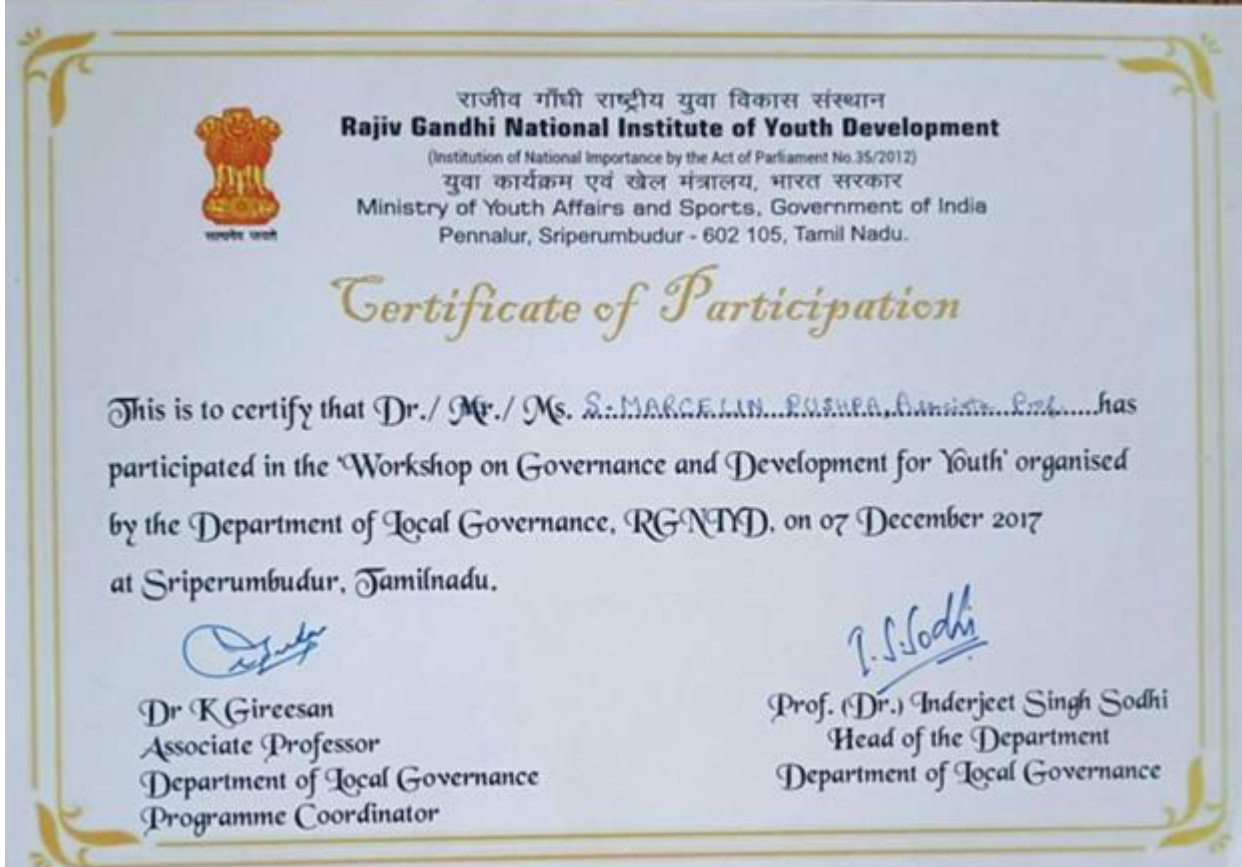 राजीव गाँधी राष्ट्रीय युवा विकास संस्थान
Rajiv Gandhi National Institute of Youth Development
(Institution of National Importance by the Act of Parliament No.35/2012)
युवा कार्यक्रम एवं खेल मंत्रालय, भारत सरकार
Ministry of Youth Affairs and Sports, Government of India
Pennalur, Sriperumbudur - 602 105, Tamil Nadu.
सत्यमेव जयते
Certificate of Participation
This is to certify that Dr./ Mr./ Ms. S. MARCELIN PUSHPA, Prof. has
participated in the 'Workshop on Governance and Development for Youth' organised
by the Department of Local Governance, RGNIYD, on 07 December 2017
at Sriperumbudur, Tamilnadu.
I.S.Sodhi
Dr K Gireesan
Associate Professor
Department of Local Governance
Programme Coordinator
Prof. (Dr.) Inderjeet Singh Sodhi
Head of the Department
Department of Local Governance